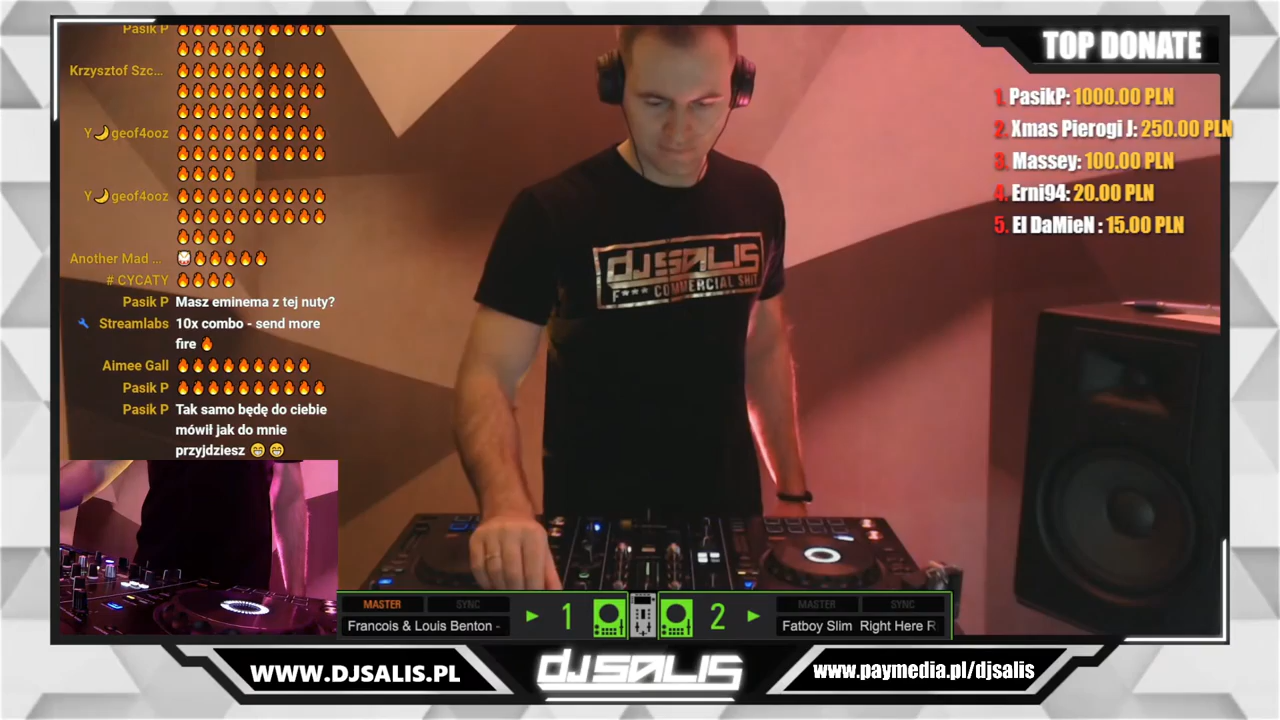 Pasik P 🔥🔥🔥🔥🔥🔥🔥🔥🔥🔥
🔥🔥🔥🔥🔥🔥
Krzysztof Szc... 🔥🔥🔥🔥🔥🔥🔥🔥🔥🔥
🔥🔥🔥🔥🔥🔥🔥🔥🔥🔥
🔥🔥🔥🔥🔥🔥🔥🔥🔥
Y🌙geof4ooz 🔥🔥🔥🔥🔥🔥🔥🔥🔥🔥
🔥🔥🔥🔥🔥🔥🔥🔥🔥🔥
🔥🔥🔥🔥
Y🌙geof4ooz 🔥🔥🔥🔥🔥🔥🔥🔥🔥🔥
🔥🔥🔥🔥🔥🔥🔥🔥🔥🔥
🔥🔥🔥🔥
Another Mad ... 🔥🔥🔥🔥🔥
# CYCATY 🔥🔥🔥🔥
Pasik P Masz eminema z tej nuty?
Streamlabs 10x combo - send more
fire 🔥
Aimee Gall 🔥🔥🔥🔥🔥🔥🔥🔥🔥
Pasik P 🔥🔥🔥🔥🔥🔥🔥🔥🔥🔥
Pasik P Tak samo będę do ciebie
mówił jak do mnie
przyjdziesz 😁😁
TOP DONATE
1. PasikP: 1000.00 PLN
2. Xmas Pierogi J: 250.00 PLN
3. Massey: 100.00 PLN
4. Erni94: 20.00 PLN
5. El DaMieN : 15.00 PLN
DJ SALIS
F*** COMMERCIAL SHIT
MASTER SYNC
Francois & Louis Benton -
1
2
MASTER SYNC
Fatboy Slim Right Here R
WWW.DJSALIS.PL
DJ SALIS
www.paymedia.pl/djsalis